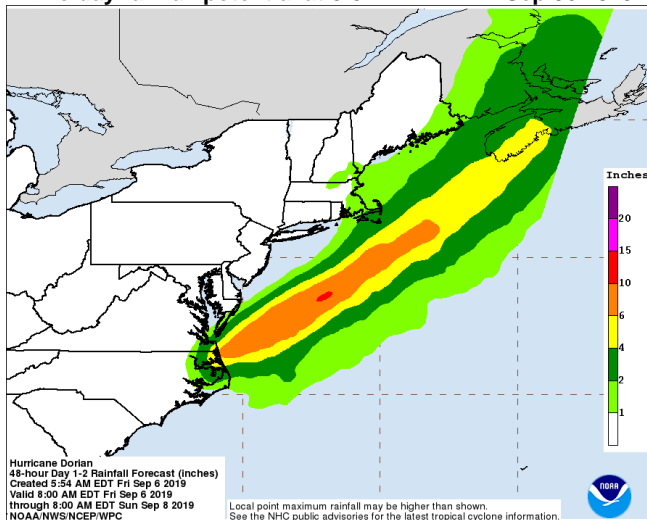 Inches
20
15
10
6
4
2
1
Hurricane Dorian
48-hour Day 1-2 Rainfall Forecast (inches)
Created 5:54 AM EDT Fri Sep 6 2019
Valid 8:00 AM EDT Fri Sep 6 2019
through 8:00 AM EDT Sun Sep 8 2019
NOAA/NWS/NCEP/WPC
Local point maximum rainfall may be higher than shown.
See the NHC public advisories for the latest tropical cyclone information.
NOAA